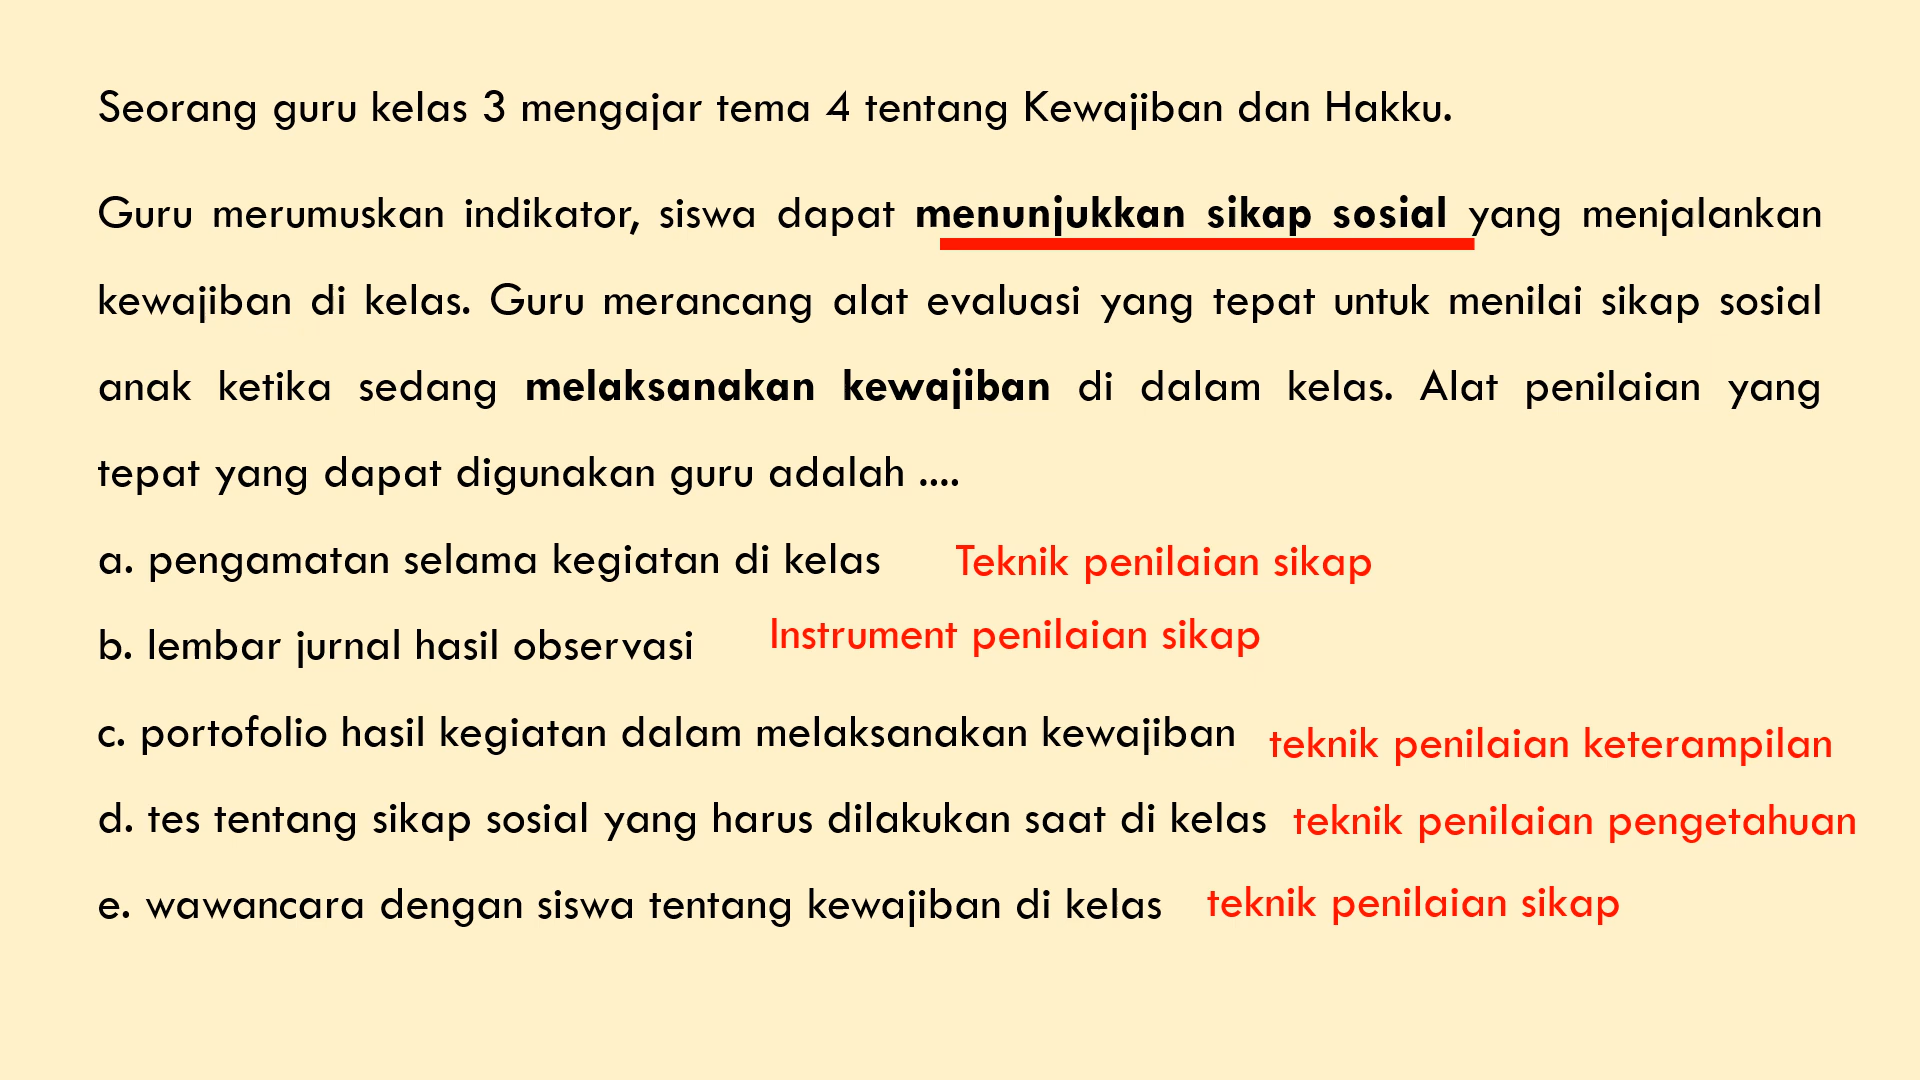 Seorang guru kelas 3 mengajar tema 4 tentang Kewajiban dan Hakku.
Guru merumuskan indikator, siswa dapat menunjukkan sikap sosial yang menjalankan
kewajiban di kelas. Guru merancang alat evaluasi yang tepat untuk menilai sikap sosial
anak ketika sedang melaksanakan kewajiban di dalam kelas. Alat penilaian yang
tepat yang dapat digunakan guru adalah ....
a. pengamatan selama kegiatan di kelas Teknik penilaian sikap
b. lembar jurnal hasil observasi Instrument penilaian sikap
c. portofolio hasil kegiatan dalam melaksanakan kewajiban teknik penilaian keterampilan
d. tes tentang sikap sosial yang harus dilakukan saat di kelas teknik penilaian pengetahuan
e. wawancara dengan siswa tentang kewajiban di kelas teknik penilaian sikap